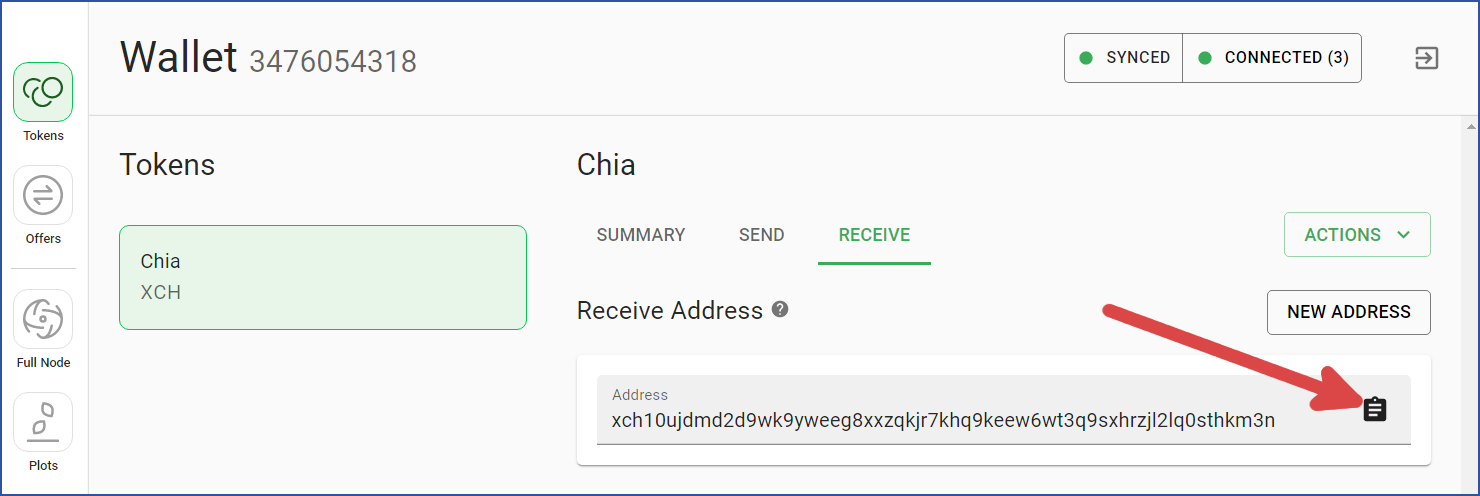 Wallet 3476054318
SYNCED
CONNECTED (3)
Tokens
Offers
Full Node
Plots
Tokens
Chia
XCH
Chia
SUMMARY
SEND
RECEIVE
ACTIONS
Receive Address
NEW ADDRESS
Address
xch10ujdmd2d9wk9yweeg8xxzqkjr7khq9keew6wt3q9sxhrzjl2lq0sthkm3n